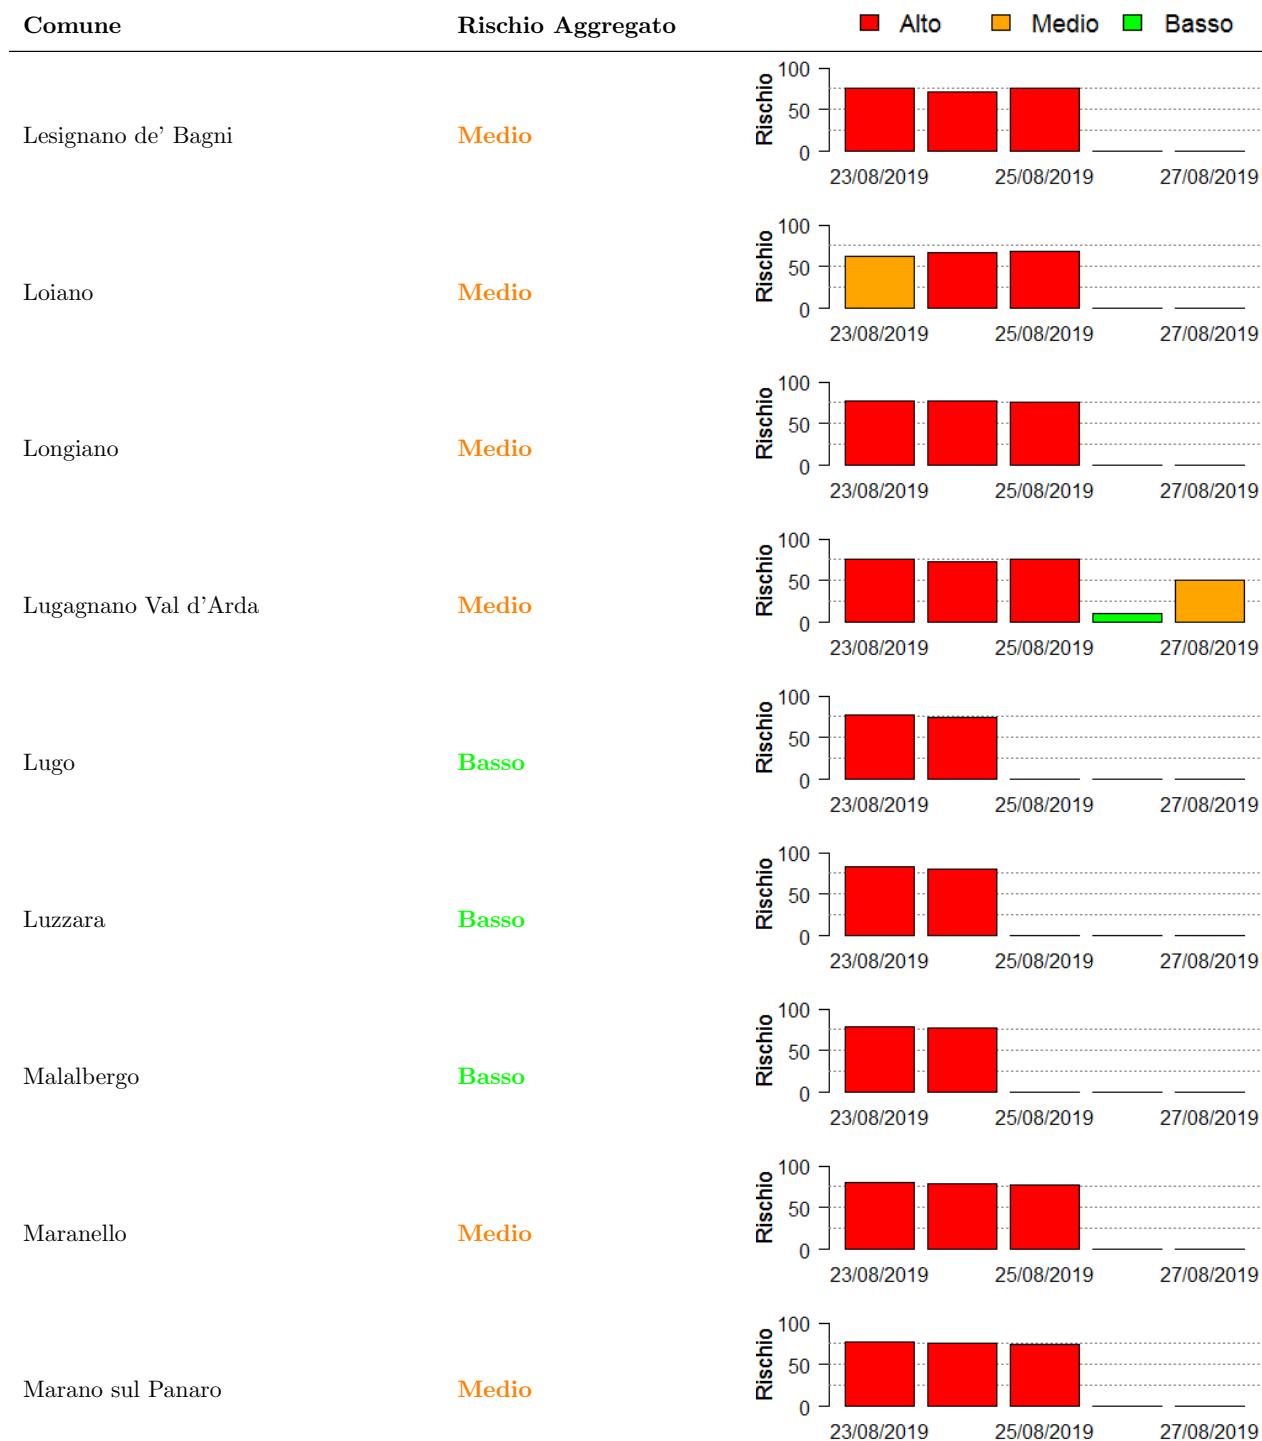 Comune Rischio Aggregato Alto Medio Basso
Lesignano de' Bagni Medio Rischio 100 50 0
23/08/2019 25/08/2019 27/08/2019
Loiano Medio Rischio 100 50 0
23/08/2019 25/08/2019 27/08/2019
Longiano Medio Rischio 100 50 0
23/08/2019 25/08/2019 27/08/2019
Lugagnano Val d'Arda Medio Rischio 100 50 0
23/08/2019 25/08/2019 27/08/2019
Lugo Basso Rischio 100 50 0
23/08/2019 25/08/2019 27/08/2019
Luzzara Basso Rischio 100 50 0
23/08/2019 25/08/2019 27/08/2019
Malalbergo Basso Rischio 100 50 0
23/08/2019 25/08/2019 27/08/2019
Maranello Medio Rischio 100 50 0
23/08/2019 25/08/2019 27/08/2019
Marano sul Panaro Medio Rischio 100 50 0
23/08/2019 25/08/2019 27/08/2019